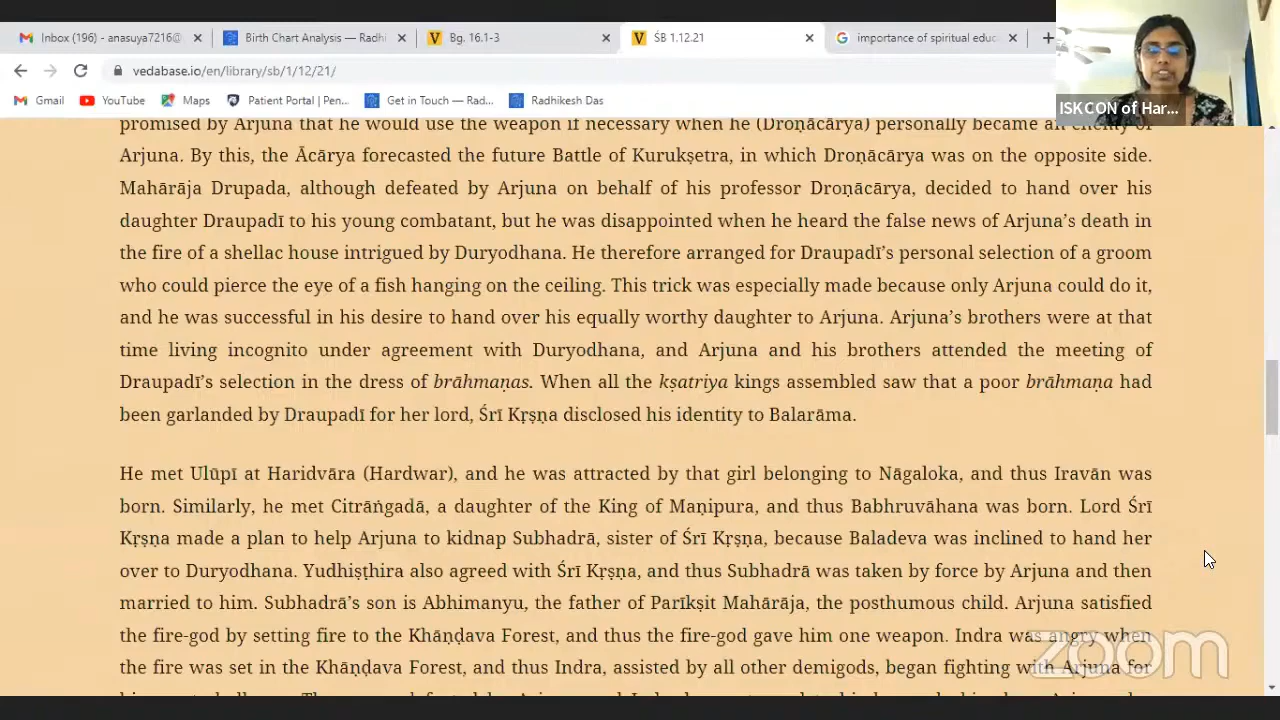 Inbox (196) - anasuya7216@
Birth Chart Analysis — Radhi
Bg. 16.1-3
ŚB 1.12.21
importance of spiritual educ
vedabase.io/en/library/sb/1/12/21/
Gmail
YouTube
Maps
Patient Portal | Pen...
Get in Touch — Rad...
Radhikesh Das
ISKCON of Har...
promised by Arjuna that he would use the weapon if necessary when he (Droṇācārya) personally became an enemy of
Arjuna. By this, the Ācārya forecasted the future Battle of Kurukṣetra, in which Droṇācārya was on the opposite side.
Mahārāja Drupada, although defeated by Arjuna on behalf of his professor Droṇācārya, decided to hand over his
daughter Draupadī to his young combatant, but he was disappointed when he heard the false news of Arjuna's death in
the fire of a shellac house intrigued by Duryodhana. He therefore arranged for Draupadī's personal selection of a groom
who could pierce the eye of a fish hanging on the ceiling. This trick was especially made because only Arjuna could do it,
and he was successful in his desire to hand over his equally worthy daughter to Arjuna. Arjuna's brothers were at that
time living incognito under agreement with Duryodhana, and Arjuna and his brothers attended the meeting of
Draupadī's selection in the dress of brāhmaṇas. When all the kṣatriya kings assembled saw that a poor brāhmaṇa had
been garlanded by Draupadī for her lord, Śrī Kṛṣṇa disclosed his identity to Balarāma.
He met Ulūpī at Haridvāra (Hardwar), and he was attracted by that girl belonging to Nāgaloka, and thus Iravān was
born. Similarly, he met Citrāṅgadā, a daughter of the King of Maṇipura, and thus Babhruvāhana was born. Lord Śrī
Kṛṣṇa made a plan to help Arjuna to kidnap Subhadrā, sister of Śrī Kṛṣṇa, because Baladeva was inclined to hand her
over to Duryodhana. Yudhiṣṭhira also agreed with Śrī Kṛṣṇa, and thus Subhadrā was taken by force by Arjuna and then
married to him. Subhadrā's son is Abhimanyu, the father of Parīkṣit Mahārāja, the posthumous child. Arjuna satisfied
the fire-god by setting fire to the Khāṇḍava Forest, and thus the fire-god gave him one weapon. Indra was angry when
the fire was set in the Khāṇḍava Forest, and thus Indra, assisted by all other demigods, began fighting with Arjuna for
zoom